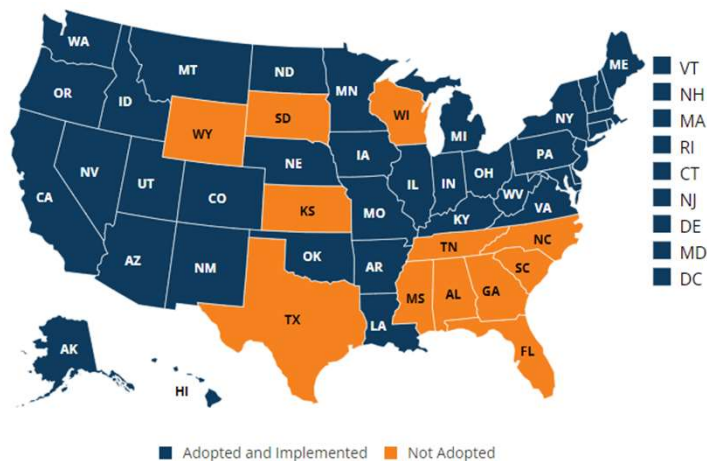 WA
MT
ND
MN
ME
VT
OR
ID
SD
WI
NH
WY
MI
NY
MA
NE
IA
PA
RI
NV
UT
CO
IL
IN
OH
CT
CA
KS
MO
WV
VA
NJ
KY
DE
AZ
NM
OK
AR
TN
NC
MD
SC
DC
TX
MS
AL
GA
LA
AK
FL
HI
Adopted and Implemented
Not Adopted